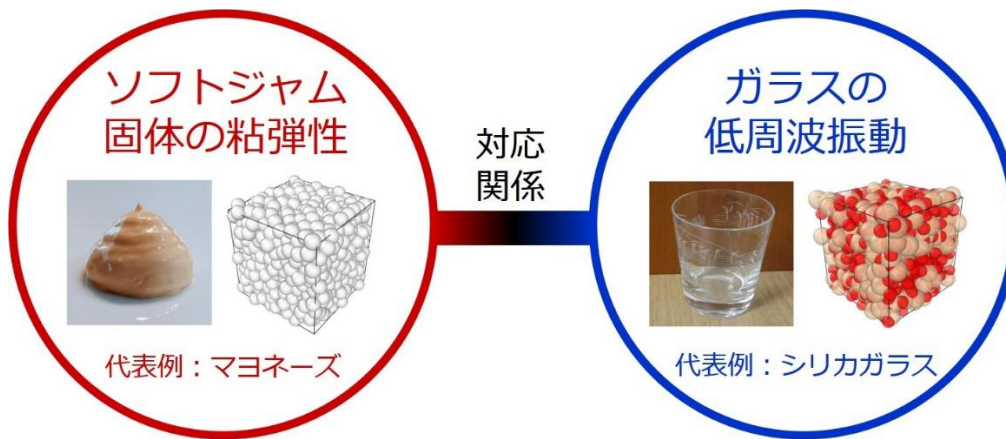 ソフトジャム
固体の粘弾性
代表例：マヨネーズ
対応
関係
ガラスの
低周波振動
代表例：シリカガラス